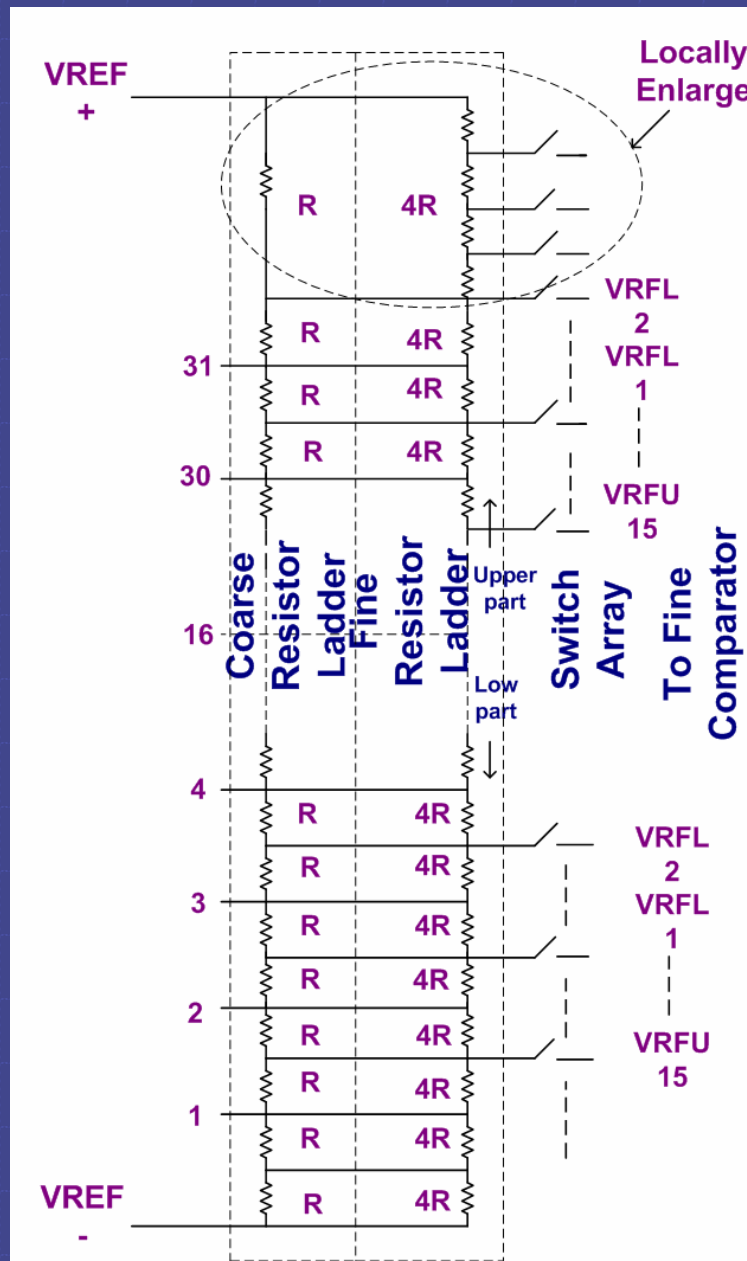 VREF
+
Locally
Enlarge
R 4R
VRFL
2
R 4R
31
VRFL
1
R 4R
R 4R
30
VRFU
15
Coarse
Resistor
Ladder
Fine
Resistor
Ladder
Upper
part
16
Low
part
Switch
Array
To Fine
Comparator
4
R 4R
VRFL
2
R 4R
3
VRFL
1
R 4R
R 4R
2
R 4R
VRFU
15
R 4R
1
R 4R
R 4R
VREF
-